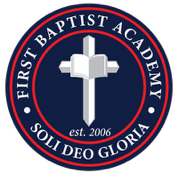 FIRST BAPTIST ACADEMY
est. 2006
SOLI DEO GLORIA